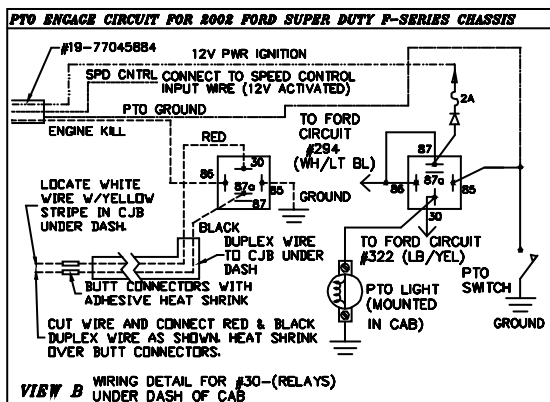 PTO ENGAGE CIRCUIT FOR 2002 FORD SUPER DUTY F-SERIES CHASSIS
#19-77045884
12V PWR IGNITION
SPD CNTRL
CONNECT TO SPEED CONTROL
INPUT WIRE (12V ACTIVATED)
PTO GROUND
ENGINE KILL
2A
TO FORD
CIRCUIT
#294
(WH/LT BL)
RED
87
30
86
87a
85
87
86
87a
85
30
GROUND
LOCATE WHITE
WIRE W/YELLOW
STRIPE IN CJB
UNDER DASH.
BLACK
DUPLEX WIRE
TO CJB UNDER
DASH
TO FORD CIRCUIT
#322 (LB/YEL)
PTO
SWITCH
BUTT CONNECTORS WITH
ADHESIVE HEAT SHRINK
PTO LIGHT
(MOUNTED
IN CAB)
GROUND
CUT WIRE AND CONNECT RED & BLACK
DUPLEX WIRE AS SHOWN. HEAT SHRINK
OVER BUTT CONNECTORS.
VIEW B
WIRING DETAIL FOR #30-(RELAYS)
UNDER DASH OF CAB